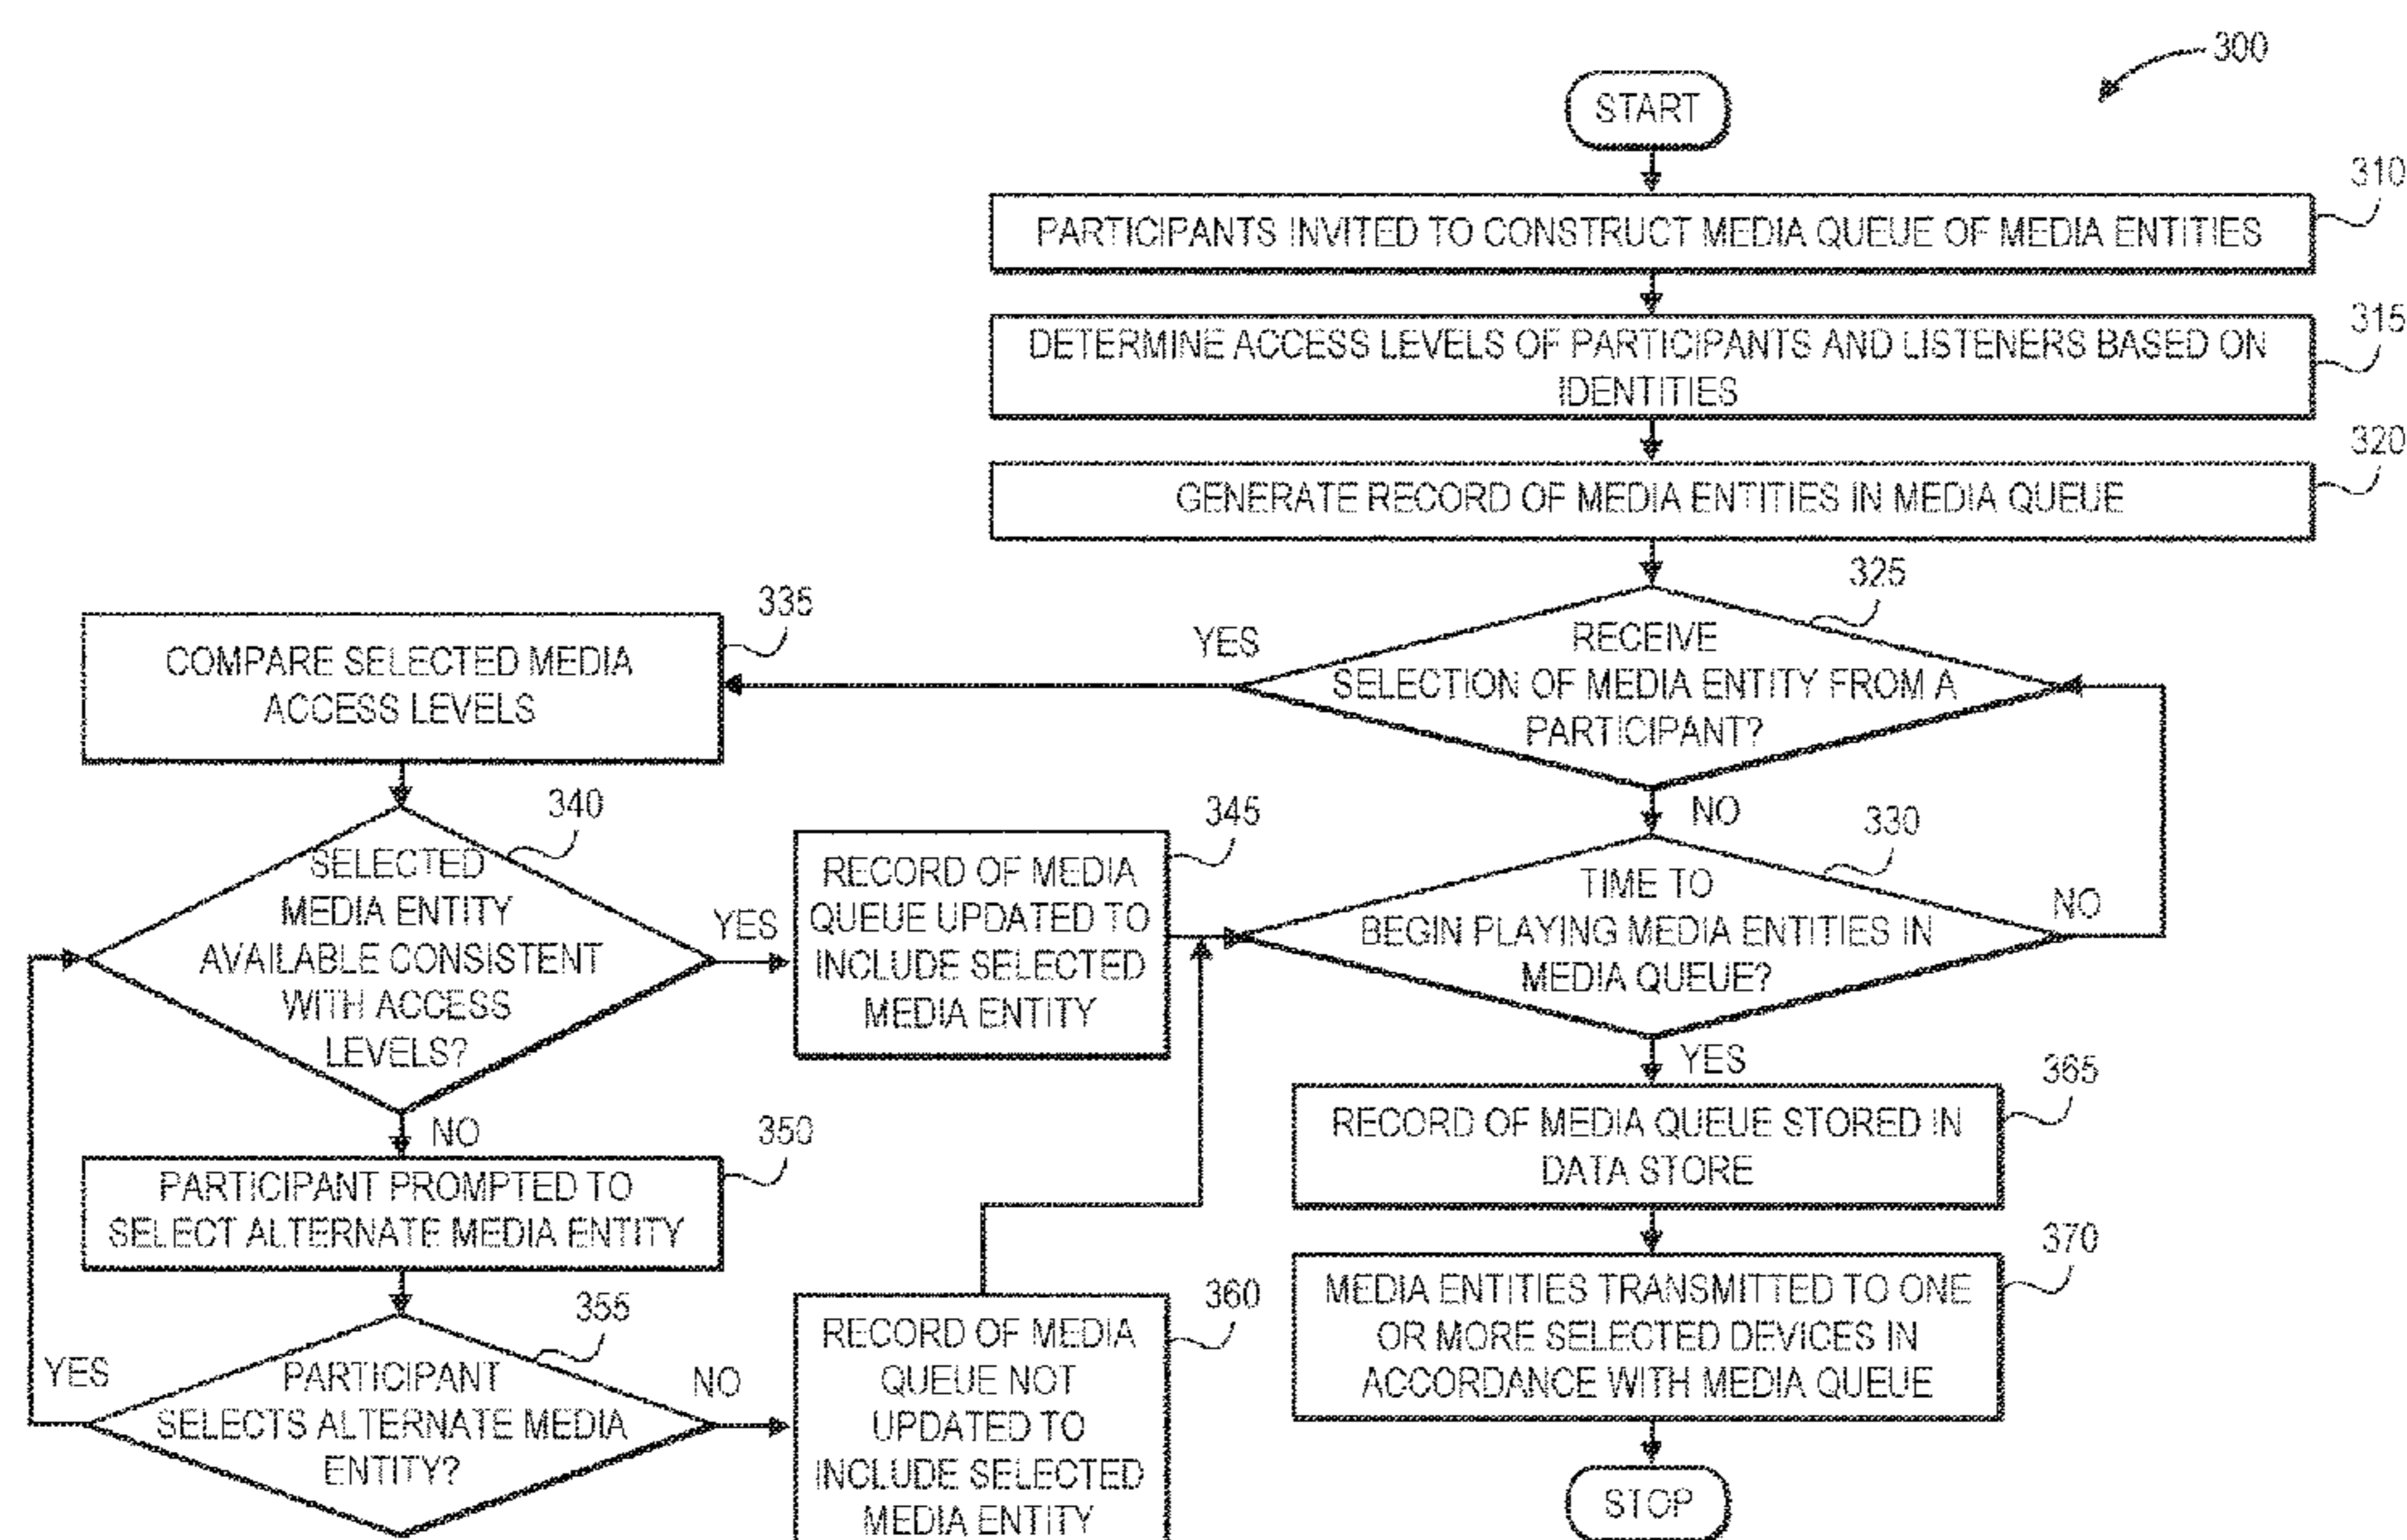 300
START
310
PARTICIPANTS INVITED TO CONSTRUCT MEDIA QUEUE OF MEDIA ENTITIES
315
DETERMINE ACCESS LEVELS OF PARTICIPANTS AND LISTENERS BASED ON
IDENTITIES
320
GENERATE RECORD OF MEDIA ENTITIES IN MEDIA QUEUE
325
RECEIVE
SELECTION OF MEDIA ENTITY FROM A
PARTICIPANT?
YES
NO
335
COMPARE SELECTED MEDIA
ACCESS LEVELS
340
SELECTED
MEDIA ENTITY
AVAILABLE CONSISTENT
WITH ACCESS
LEVELS?
YES
NO
345
RECORD OF MEDIA
QUEUE UPDATED TO
INCLUDE SELECTED
MEDIA ENTITY
330
TIME TO
BEGIN PLAYING MEDIA ENTITIES IN
MEDIA QUEUE?
NO
YES
350
PARTICIPANT PROMPTED TO
SELECT ALTERNATE MEDIA ENTITY
355
PARTICIPANT
SELECTS ALTERNATE MEDIA
ENTITY?
YES
NO
360
RECORD OF MEDIA
QUEUE NOT
UPDATED TO
INCLUDE SELECTED
MEDIA ENTITY
365
RECORD OF MEDIA QUEUE STORED IN
DATA STORE
370
MEDIA ENTITIES TRANSMITTED TO ONE
OR MORE SELECTED DEVICES IN
ACCORDANCE WITH MEDIA QUEUE
STOP